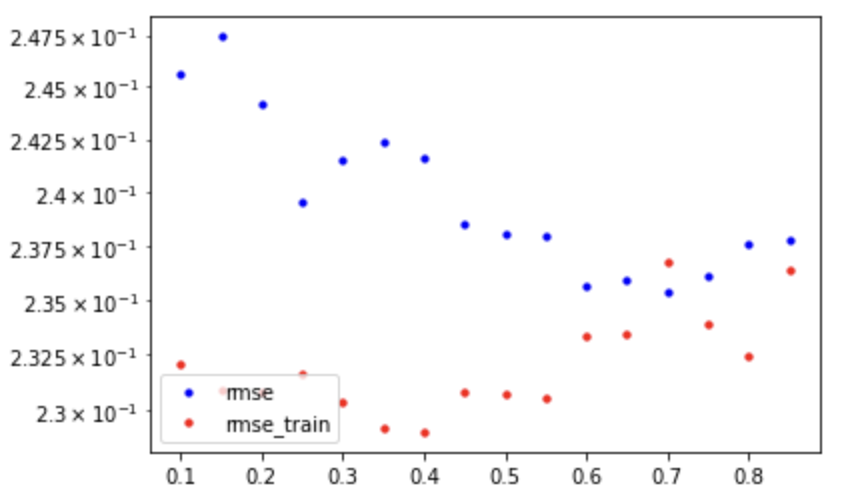 2.475 × 10⁻¹
2.45 × 10⁻¹
2.425 × 10⁻¹
2.4 × 10⁻¹
2.375 × 10⁻¹
2.35 × 10⁻¹
2.325 × 10⁻¹
2.3 × 10⁻¹
rmse
rmse_train
0.1 0.2 0.3 0.4 0.5 0.6 0.7 0.8